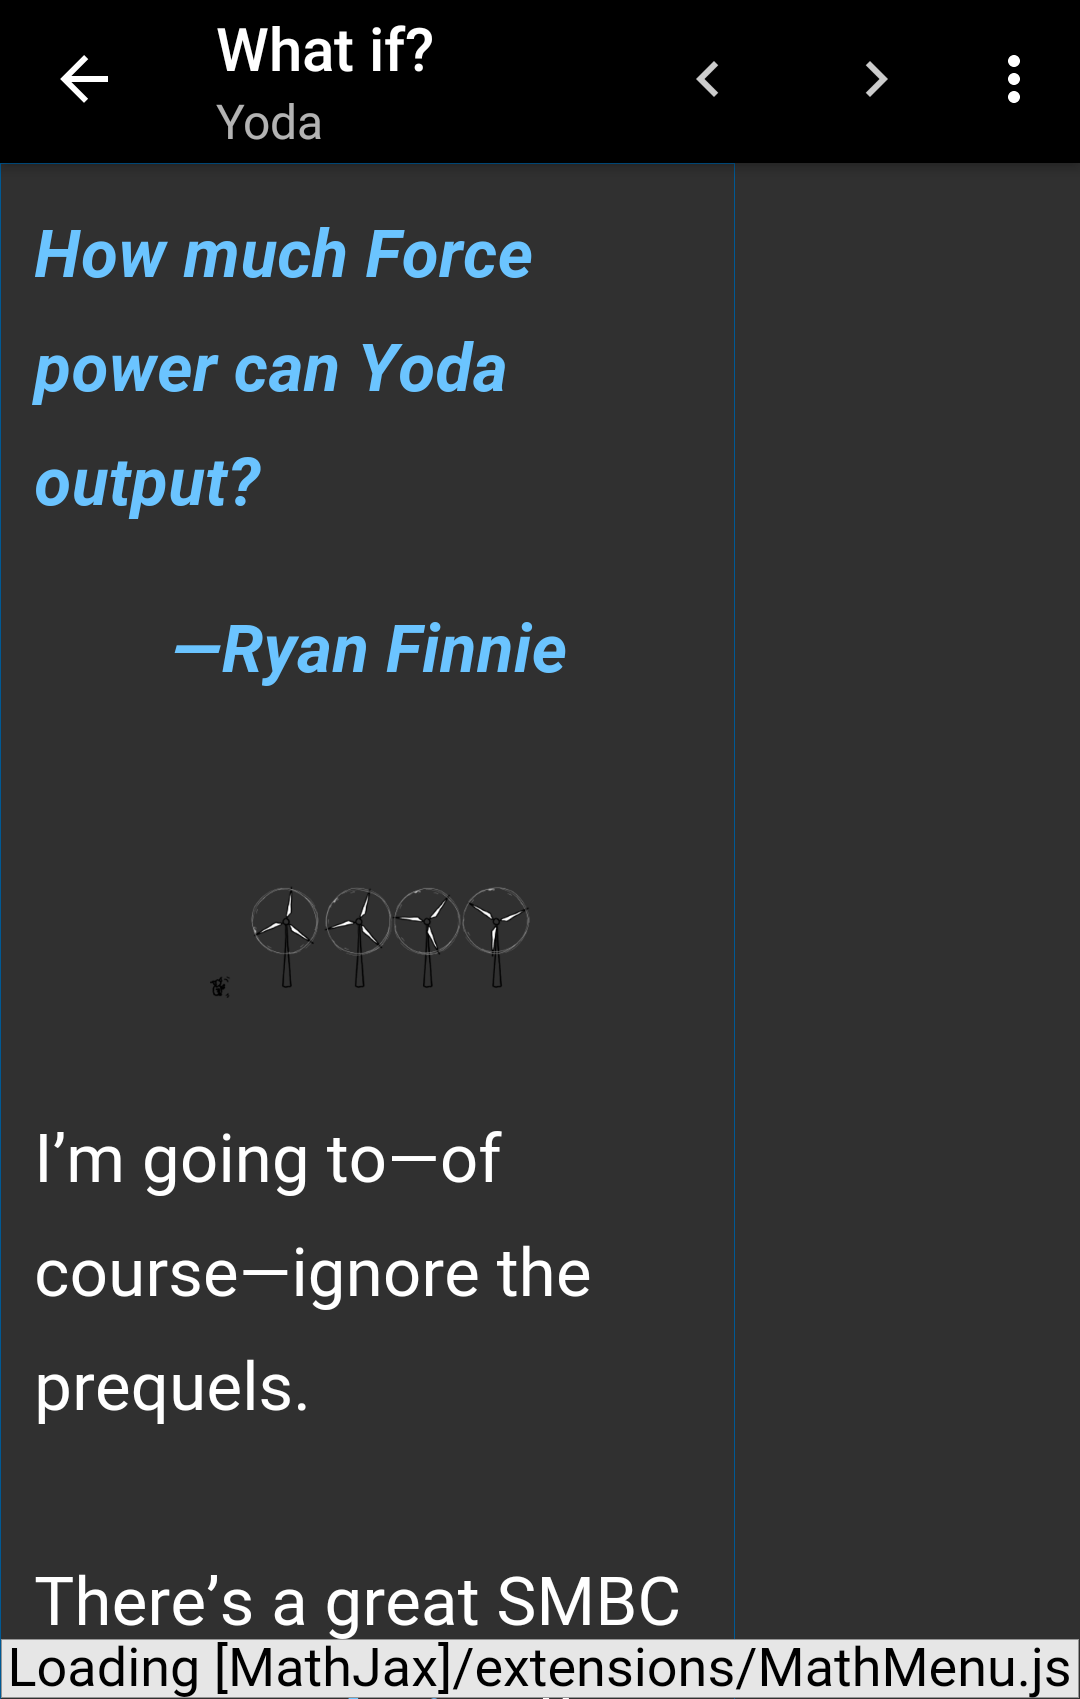 What if?
Yoda
How much Force
power can Yoda
output?
—Ryan Finnie
I’m going to—of
course—ignore the
prequels.
There’s a great SMBC
Loading [MathJax]/extensions/MathMenu.js